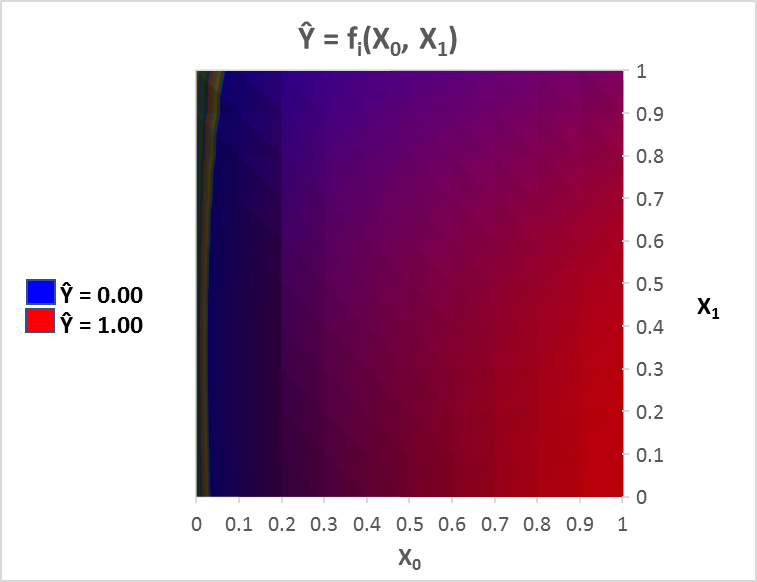 Ŷ = fᵢ(X₀, X₁)
1
0.9
0.8
0.7
0.6
0.5
0.4
0.3
0.2
0.1
0
X₁
Ŷ = 0.00
Ŷ = 1.00
0 0.1 0.2 0.3 0.4 0.5 0.6 0.7 0.8 0.9 1
X₀